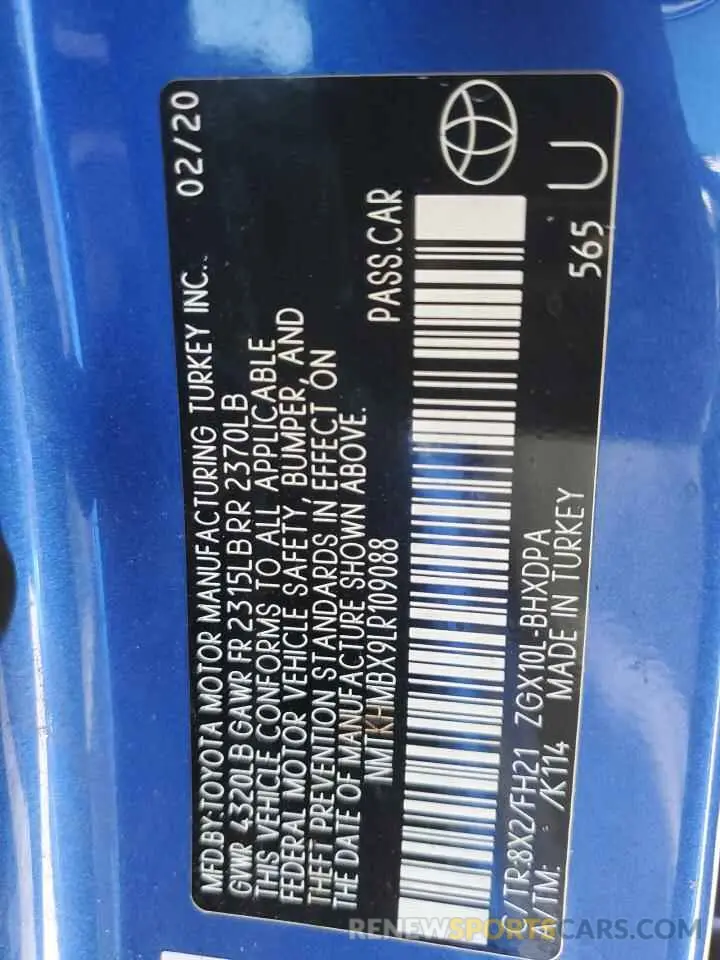 MFD.BY:TOYOTA MOTOR MANUFACTURING TURKEY INC. 02/20
GVWR 4320LB GAWR FR 2315LB RR 2370LB
THIS VEHICLE CONFORMS TO ALL APPLICABLE
FEDERAL MOTOR VEHICLE SAFETY, BUMPER, AND
THEFT PREVENTION STANDARDS IN EFFECT ON
THE DATE OF MANUFACTURE SHOWN ABOVE.
NMTKHMBX9LR109088 PASS.CAR
/TR:8X2/FH21 ZGX10L-BHXDPA
/TM: /K114 MADE IN TURKEY 565 U
RENEWSPORTSCARS.COM